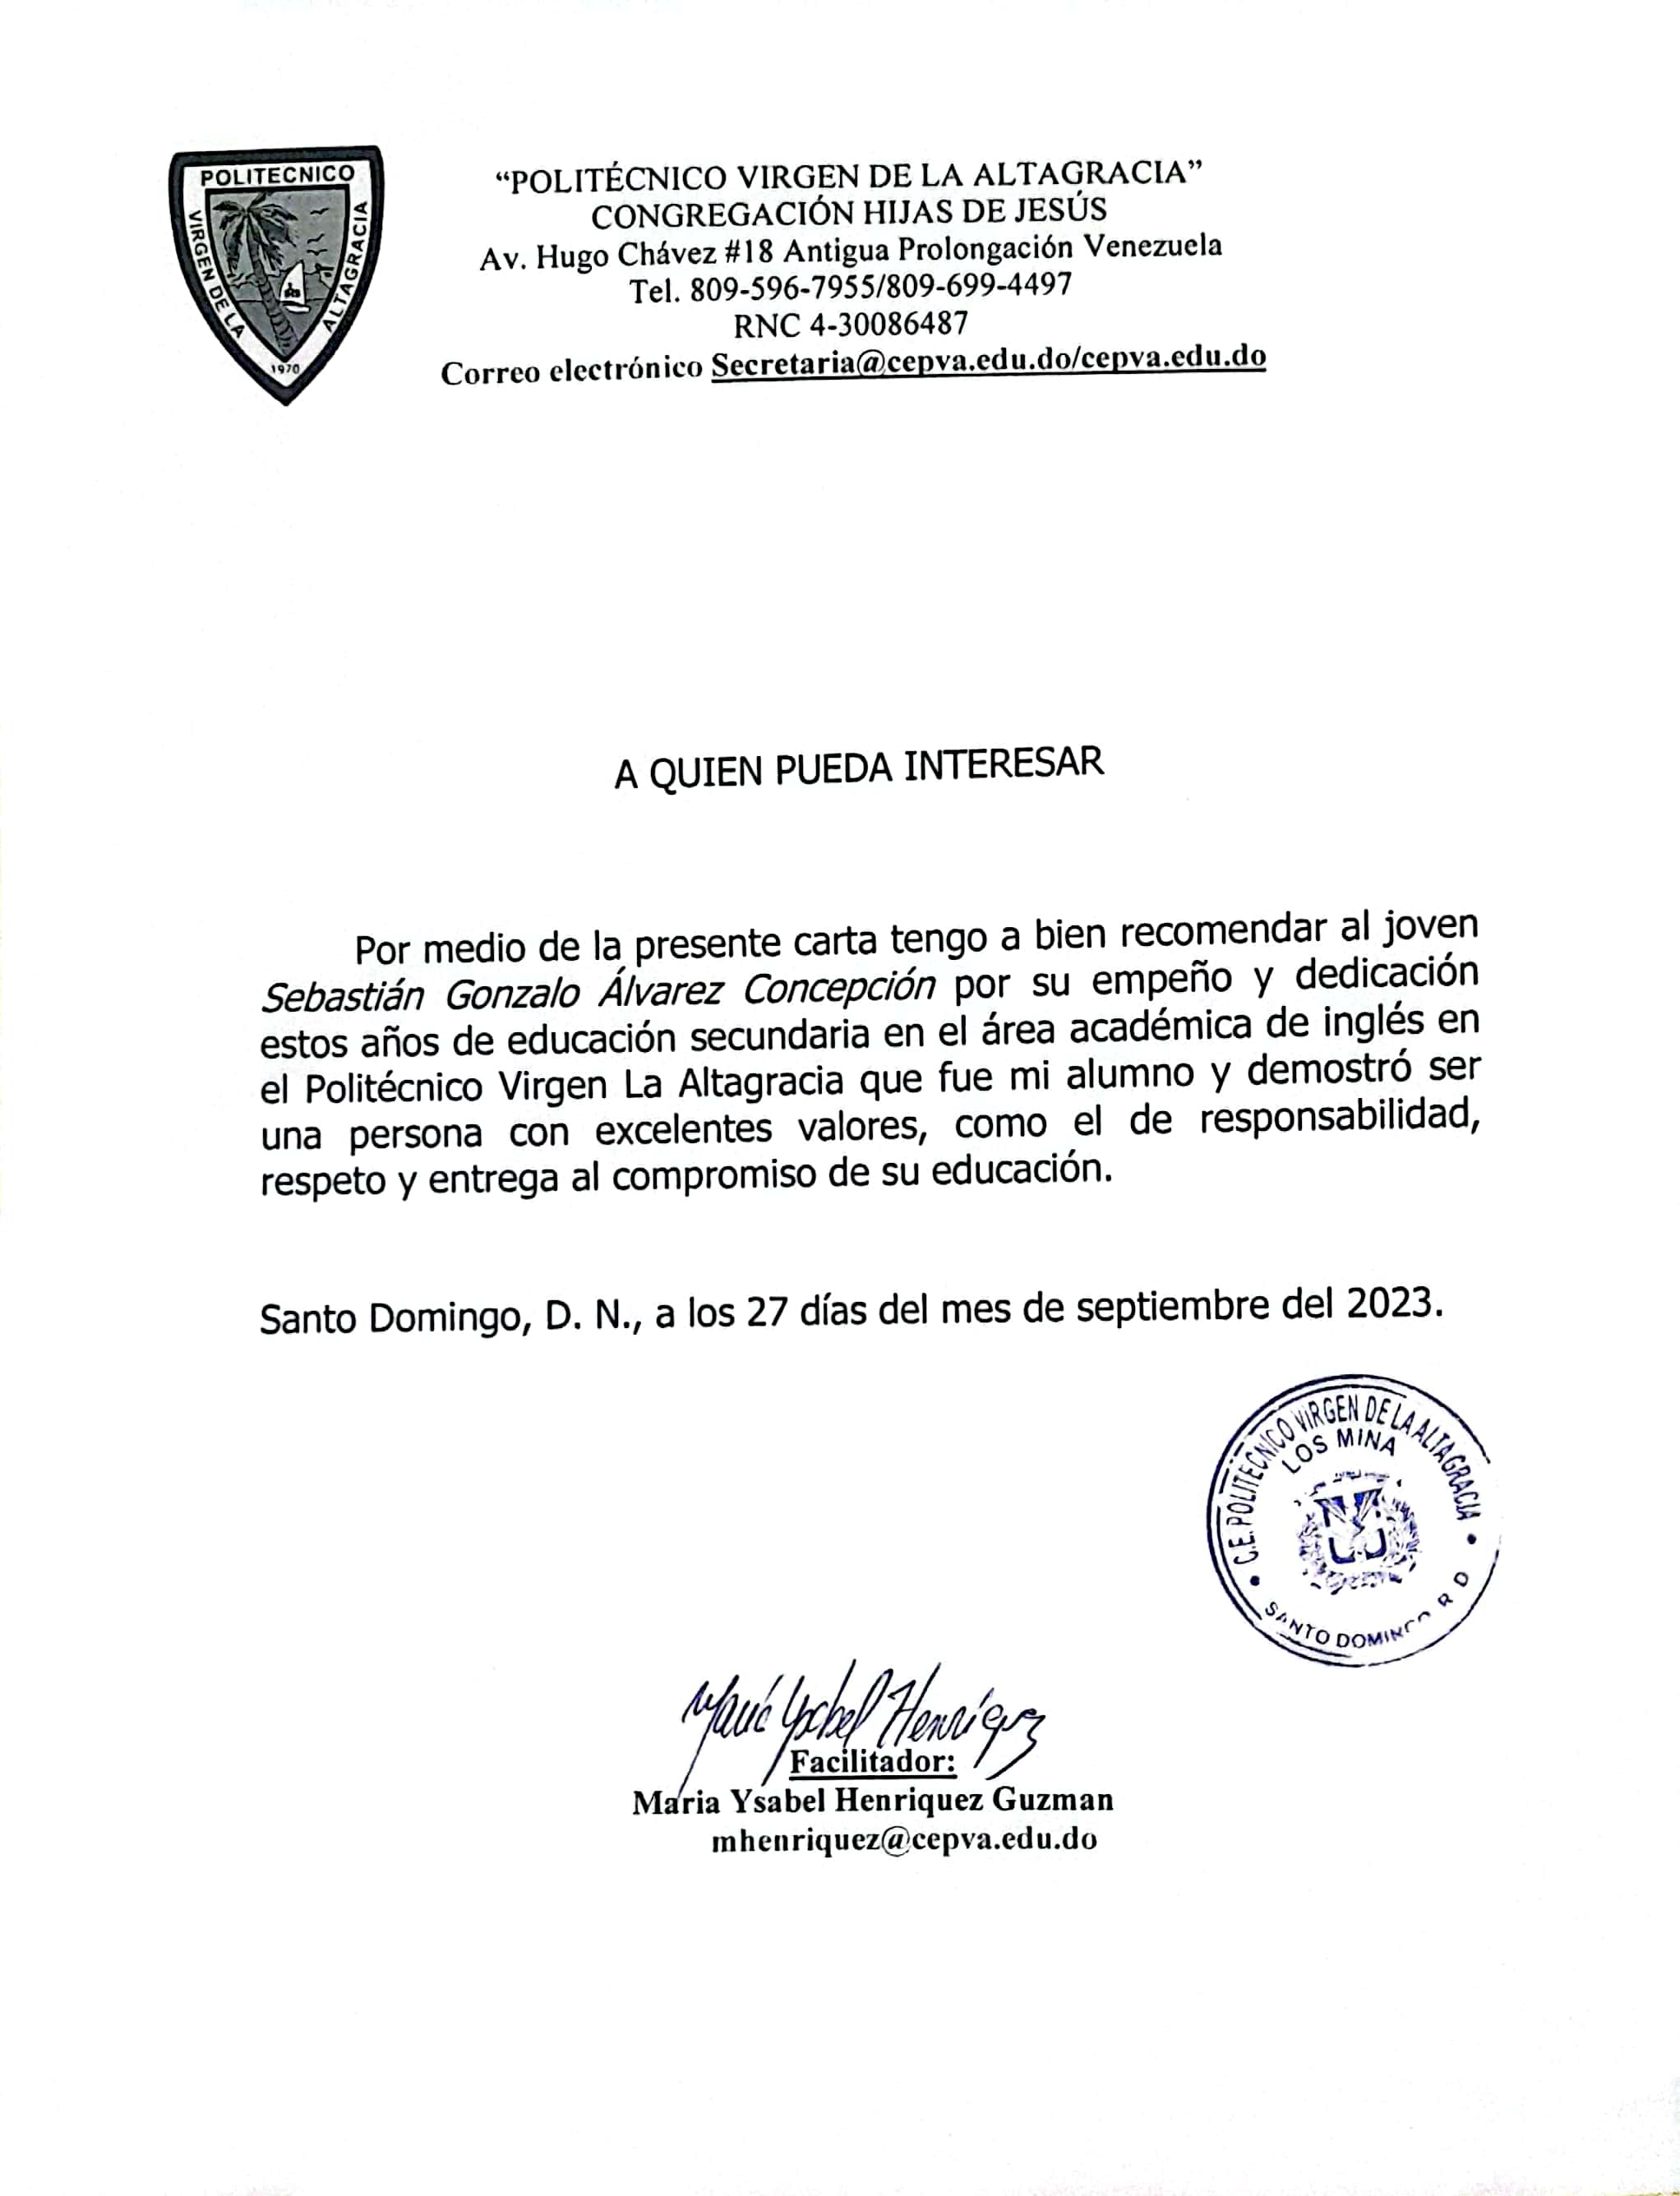 POLITECNICO
VIRGEN DE LA
ALTAGRACIA
1970
“POLITÉCNICO VIRGEN DE LA ALTAGRACIA”
CONGREGACIÓN HIJAS DE JESÚS
Av. Hugo Chávez #18 Antigua Prolongación Venezuela
Tel. 809-596-7955/809-699-4497
RNC 4-30086487
Correo electrónico Secretaria@cepva.edu.do/cepva.edu.do
A QUIEN PUEDA INTERESAR
Por medio de la presente carta tengo a bien recomendar al joven
Sebastián Gonzalo Álvarez Concepción por su empeño y dedicación
estos años de educación secundaria en el área académica de inglés en
el Politécnico Virgen La Altagracia que fue mi alumno y demostró ser
una persona con excelentes valores, como el de responsabilidad,
respeto y entrega al compromiso de su educación.
Santo Domingo, D. N., a los 27 días del mes de septiembre del 2023.
C.E. POLITECNICO VIRGEN DE LA ALTAGRACIA
LOS MINA
SANTO DOMINGO R D
María Ysabel Henríquez
Facilitador:
Maria Ysabel Henriquez Guzman
mhenriquez@cepva.edu.do